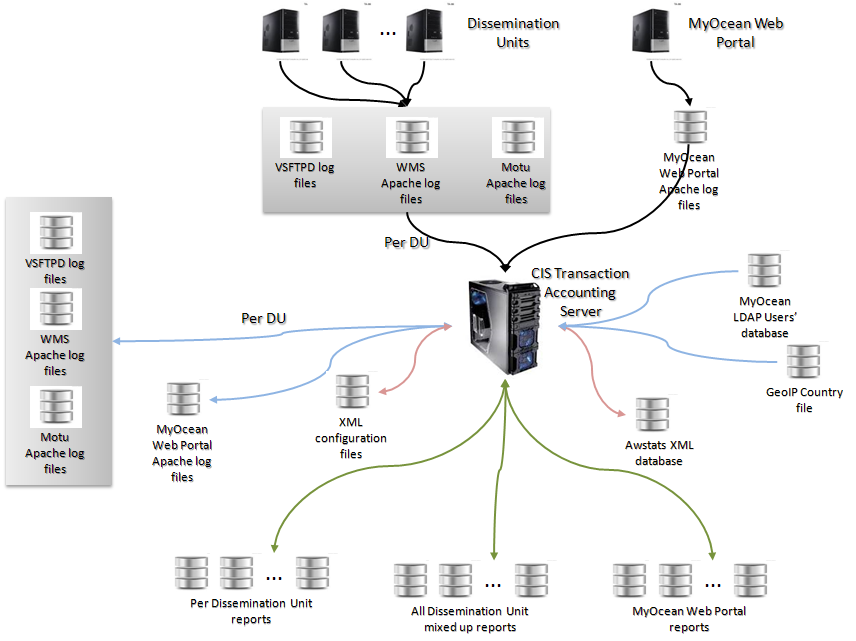 Dissemination
Units
...
MyOcean Web
Portal
VSFTPD log
files
WMS
Apache log
files
Motu
Apache log
files
MyOcean
Web Portal
Apache log
files
Per DU
CIS Transaction
Accounting
Server
VSFTPD log
files
WMS
Apache log
files
Motu
Apache log
files
Per DU
MyOcean
LDAP Users'
database
GeoIP Country
file
MyOcean
Web Portal
Apache log
files
XML
configuration
files
Awstats XML
database
...
Per Dissemination Unit
reports
...
All Dissemination Unit
mixed up reports
...
MyOcean Web Portal
reports